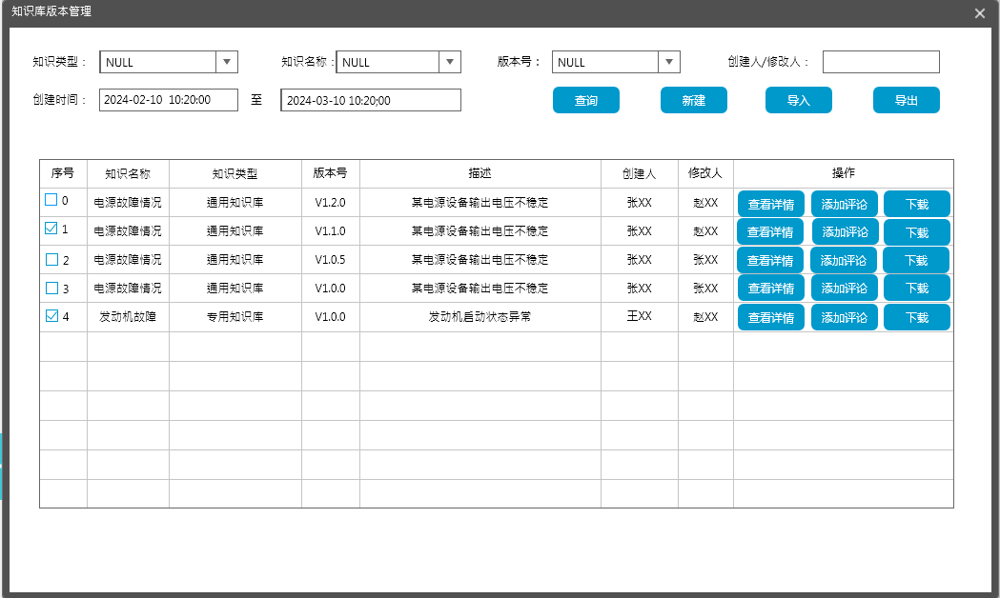 知识库版本管理
知识类型： NULL 知识名称： NULL 版本号： NULL 创建人/修改人：
创建时间： 2024-02-10 10:20:00 至 2024-03-10 10:20;00 查询 新建 导入 导出
序号 知识名称 知识类型 版本号 描述 创建人 修改人 操作
0 电源故障情况 通用知识库 V1.2.0 某电源设备输出电压不稳定 张XX 赵XX 查看详情 添加评论 下载
1 电源故障情况 通用知识库 V1.1.0 某电源设备输出电压不稳定 张XX 赵XX 查看详情 添加评论 下载
2 电源故障情况 通用知识库 V1.0.5 某电源设备输出电压不稳定 张XX 张XX 查看详情 添加评论 下载
3 电源故障情况 通用知识库 V1.0.0 某电源设备输出电压不稳定 张XX 张XX 查看详情 添加评论 下载
4 发动机故障 专用知识库 V1.0.0 发动机启动状态异常 王XX 赵XX 查看详情 添加评论 下载